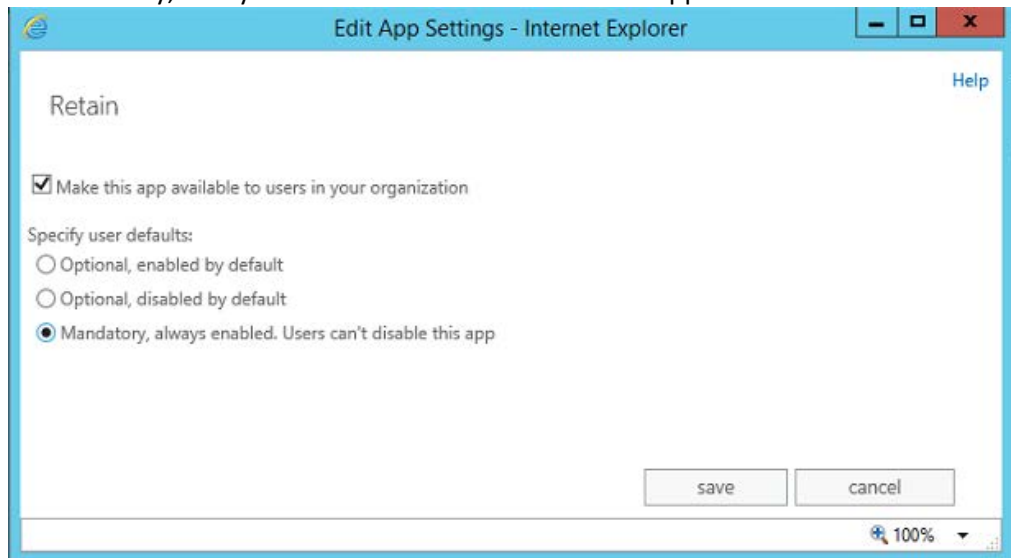 Edit App Settings - Internet Explorer
Help
Retain
Make this app available to users in your organization
Specify user defaults:
Optional, enabled by default
Optional, disabled by default
Mandatory, always enabled. Users can't disable this app
save cancel
100%